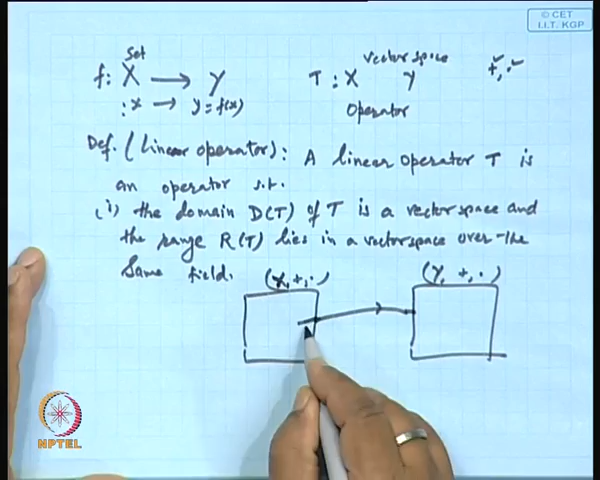 © CET
I.I.T. KGP
Set
Vector space
f: X → Y
T : X Y
+, ·
: x → y = f(x)
Operator
Def. (Linear operator) : A linear operator T is
an operator s.t.
(i) the domain D(T) of T is a vector space and
the range R(T) lies in a vector space over the
same field.
(X, +, ·)
(Y, +, ·)
NPTEL